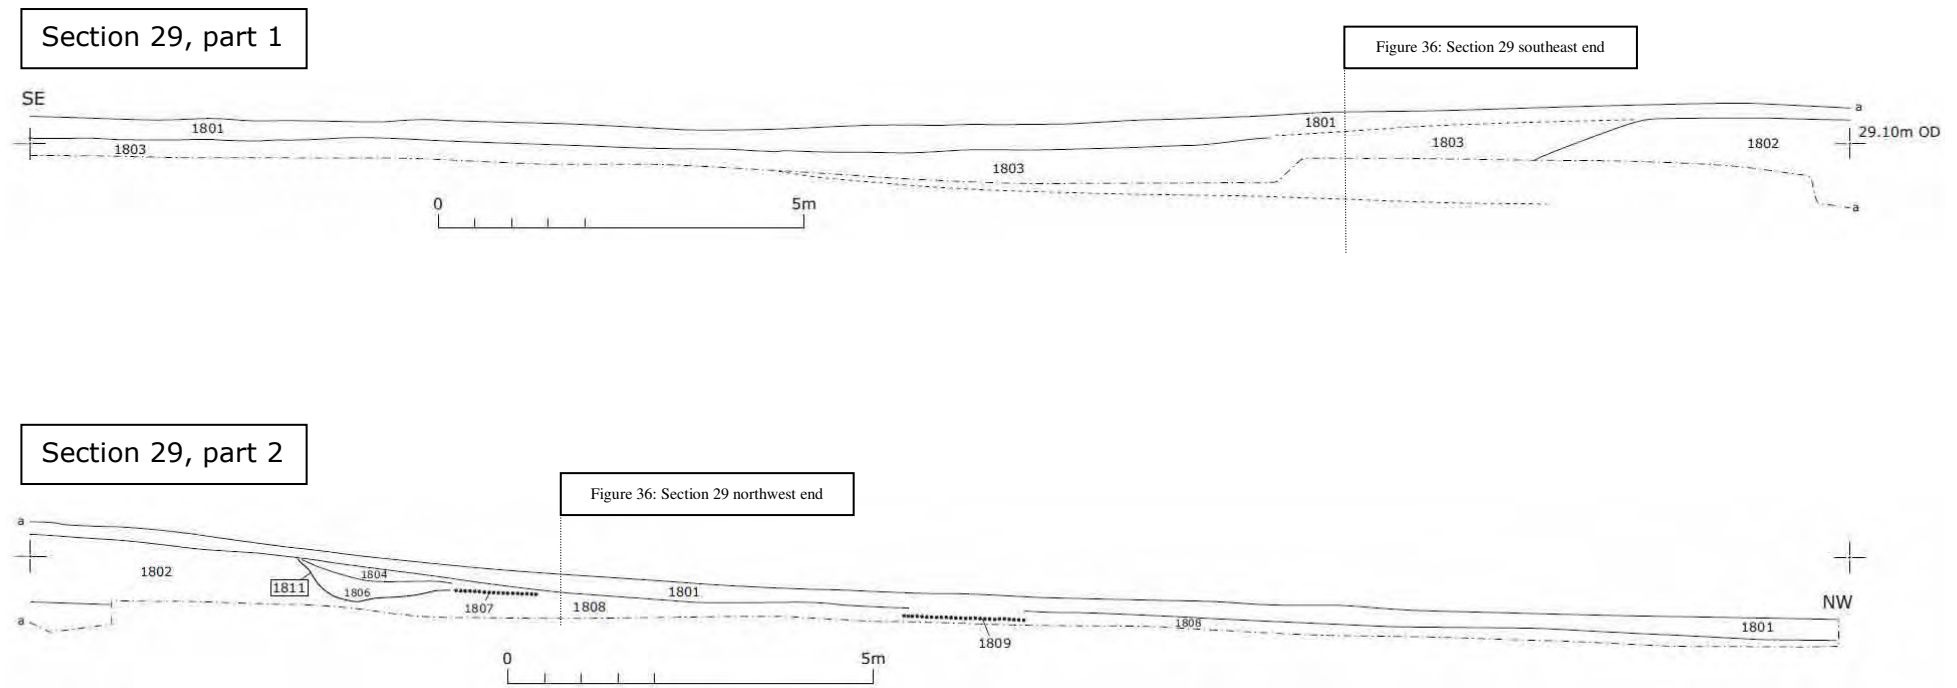 Section 29, part 1
Figure 36: Section 29 southeast end
SE
a
1801
1801
29.10m OD
1803
1803
1802
1803
0
5m
a
Section 29, part 2
Figure 36: Section 29 northwest end
a
1802
1804
1811
1806
1801
1807
1808
NW
1808
1801
a
1809
0
5m